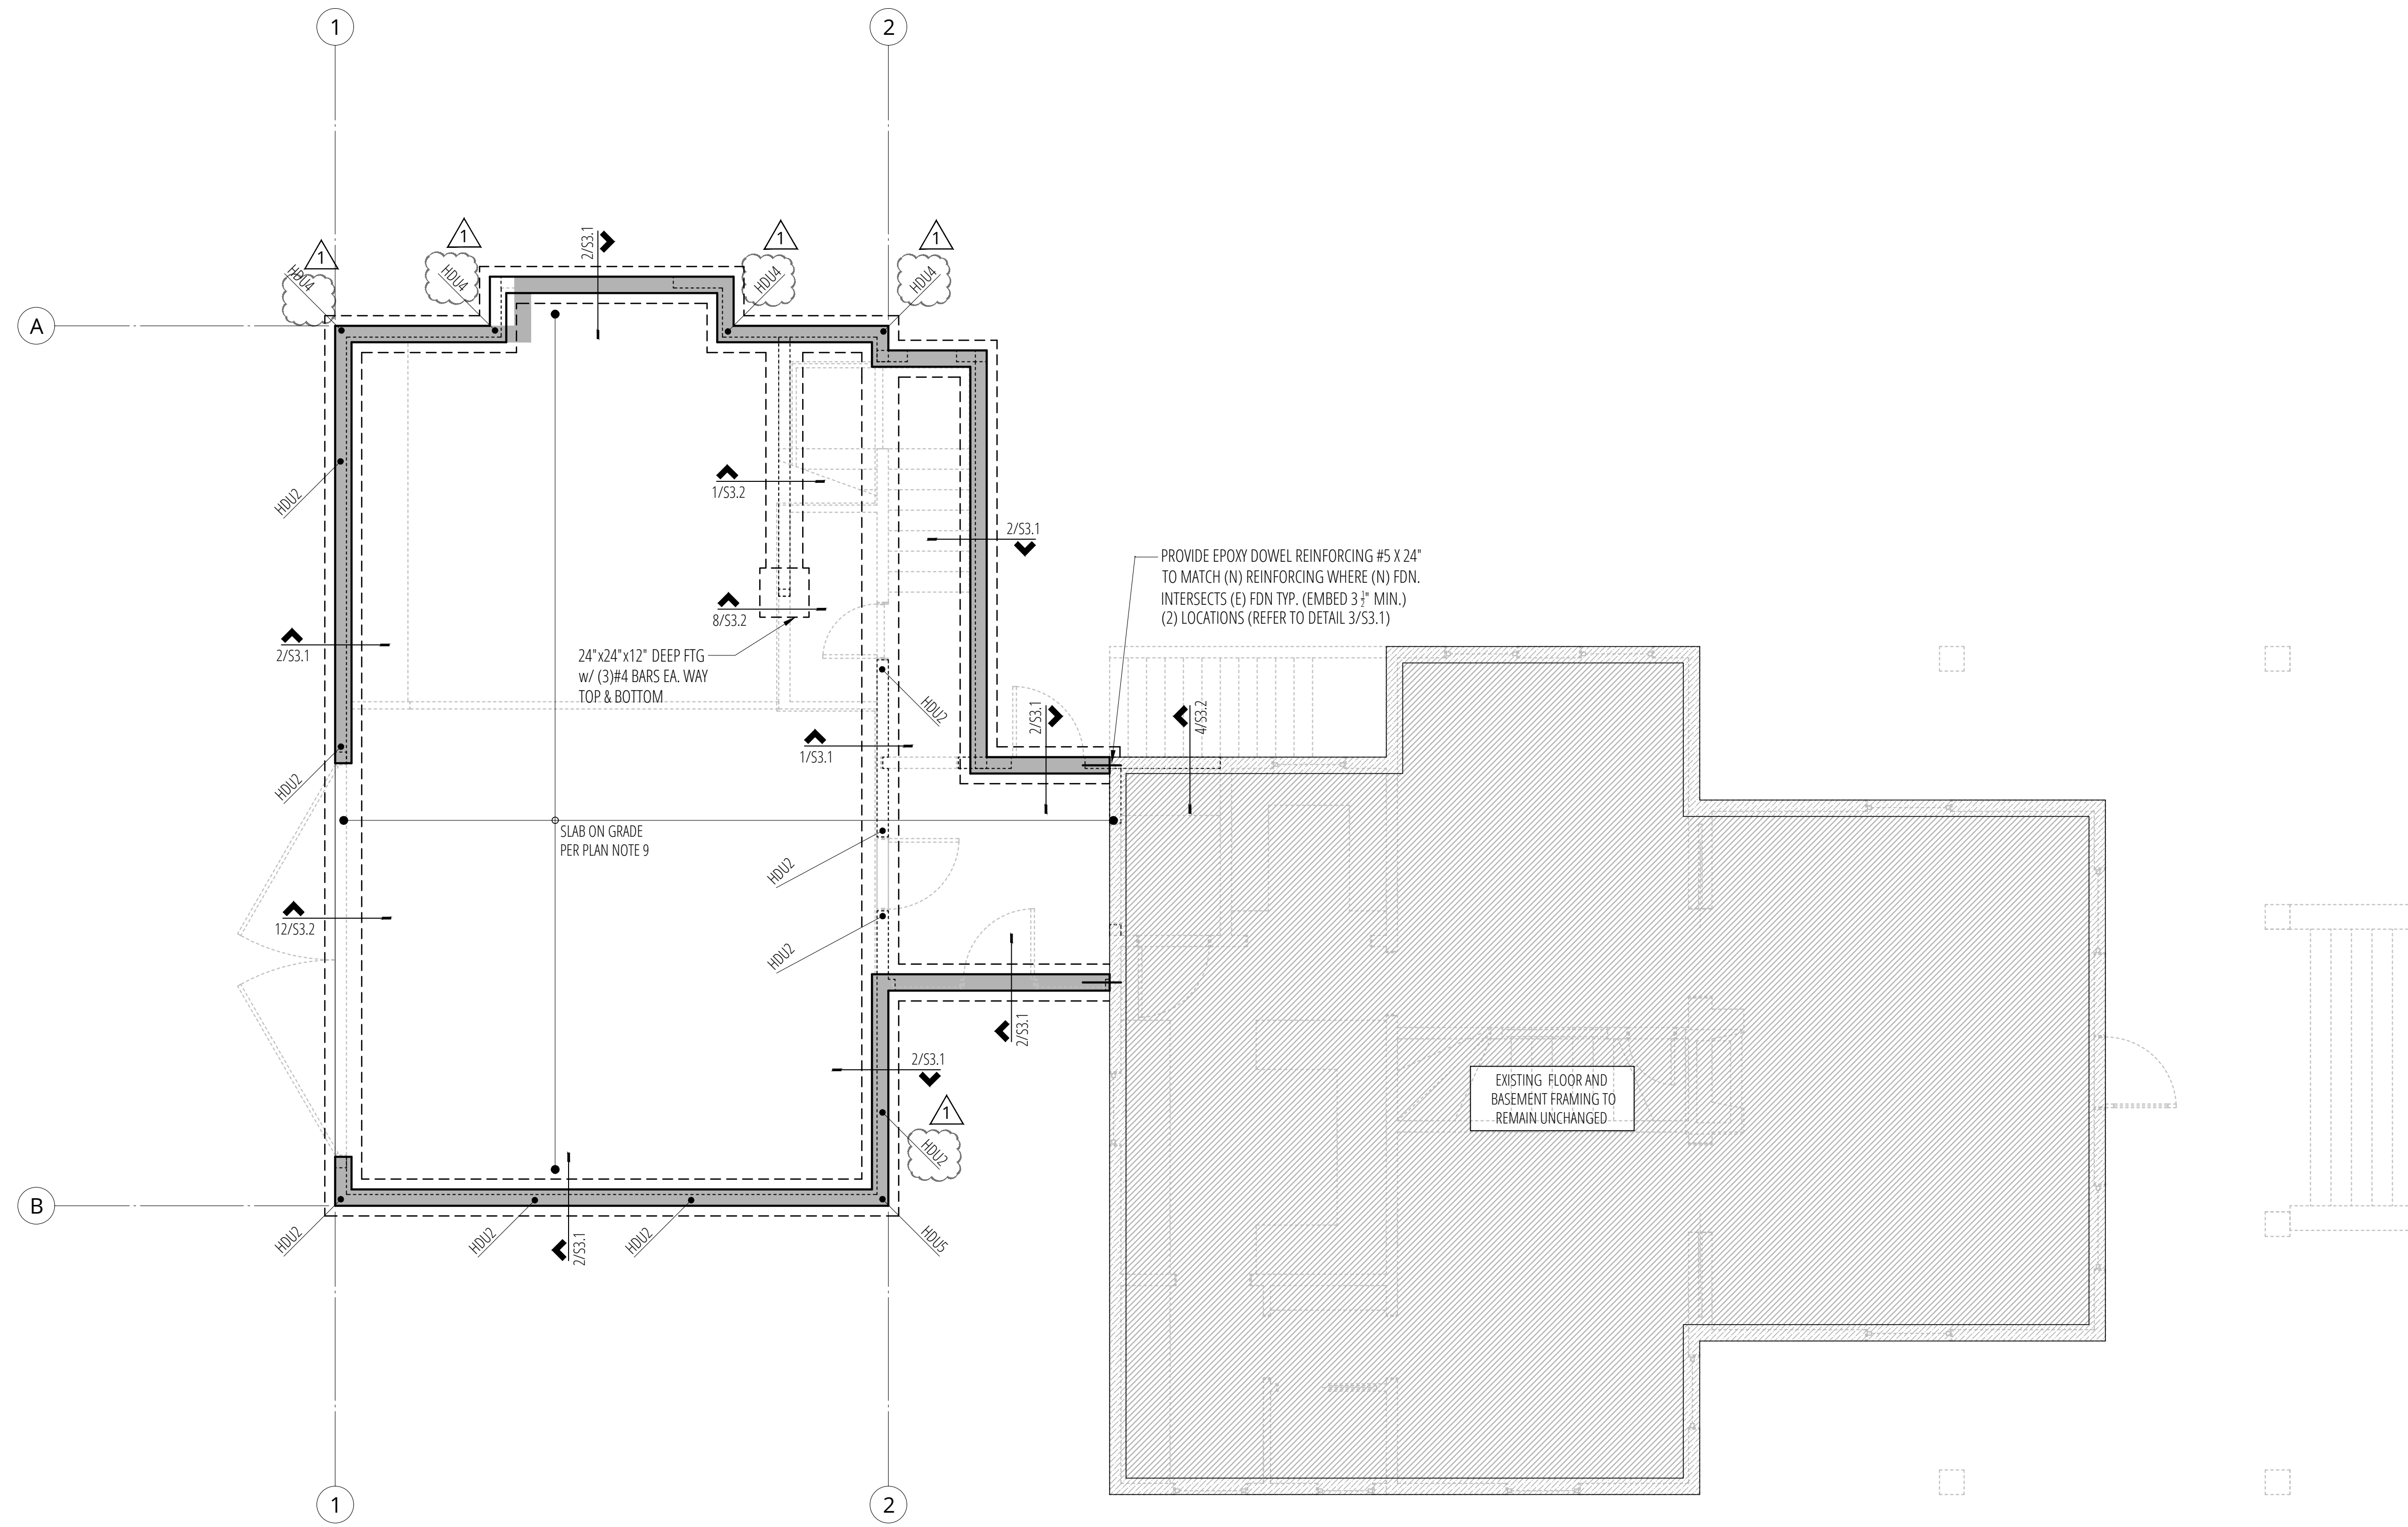 1
2
2/S3.1
1
1
1
1
HDU4
HDU4
HDU4
HDU4
A
1/S3.2
HDU2
2/S3.1
PROVIDE EPOXY DOWEL REINFORCING #5 X 24"
TO MATCH (N) REINFORCING WHERE (N) FDN.
INTERSECTS (E) FDN TYP. (EMBED 3 1/2" MIN.)
(2) LOCATIONS (REFER TO DETAIL 3/S3.1)
8/S3.2
2/S3.1
24"x24"x12" DEEP FTG
w/ (3)#4 BARS EA. WAY
TOP & BOTTOM
HDU2
2/S3.1
4/S3.2
1/S3.1
HDU2
SLAB ON GRADE
PER PLAN NOTE 9
HDU2
12/S3.2
HDU2
2/S3.1
2/S3.1
1
HDU2
EXISTING FLOOR AND
BASEMENT FRAMING TO
REMAIN UNCHANGED
B
HDU2
HDU2
HDU2
HDU5
2/S3.1
1
2